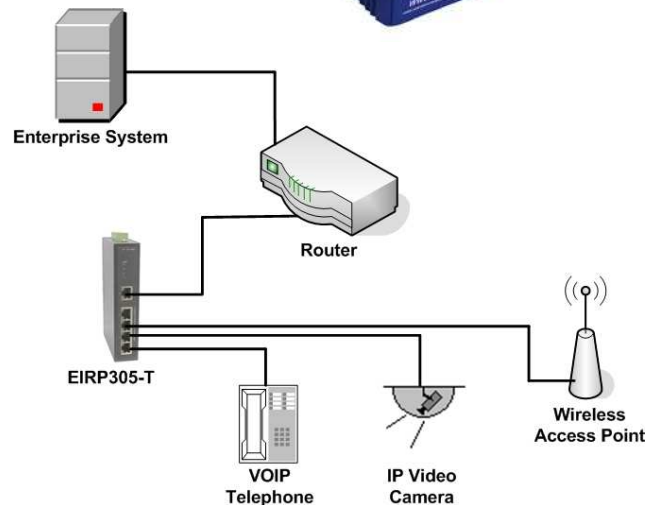 Enterprise System
Router
EIRP305-T
VOIP
Telephone
IP Video
Camera
Wireless
Access Point